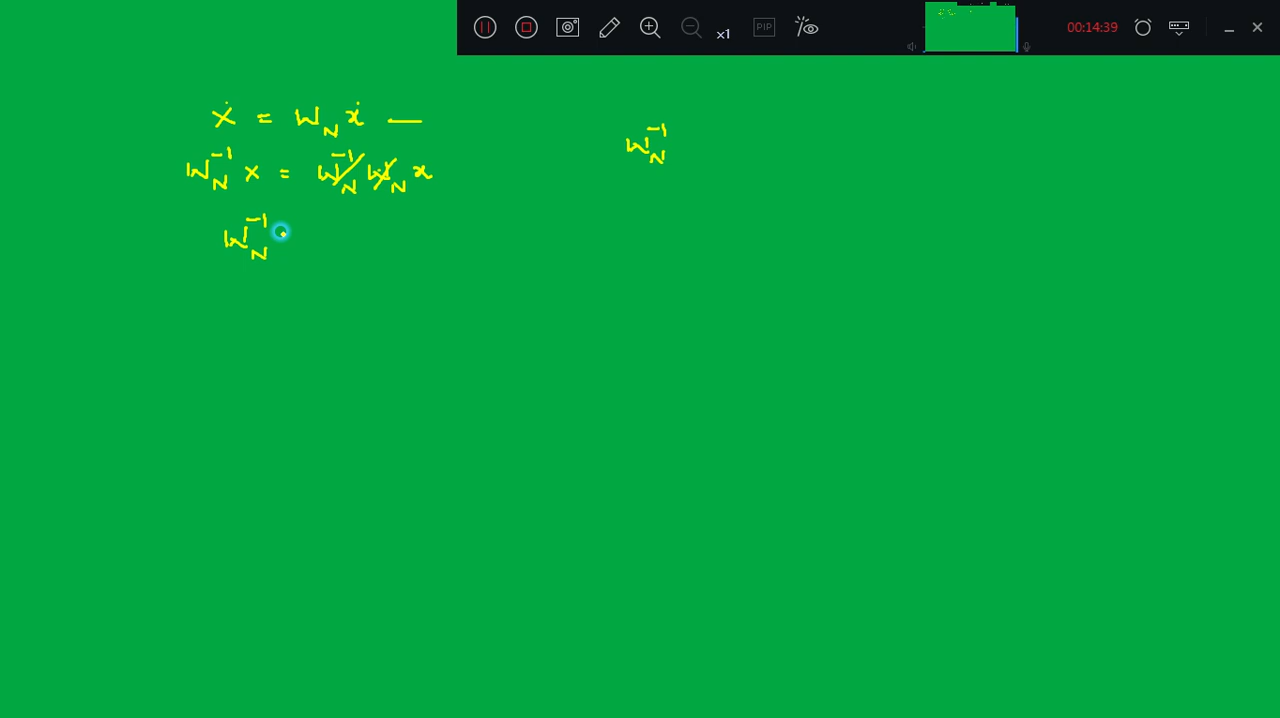 x1
PIP
00:14:39
Ẋ = W_N ẋ —
W_N^{-1} X = W_N^{-1} W_N x
W_N^{-1}
W_N^{-1}